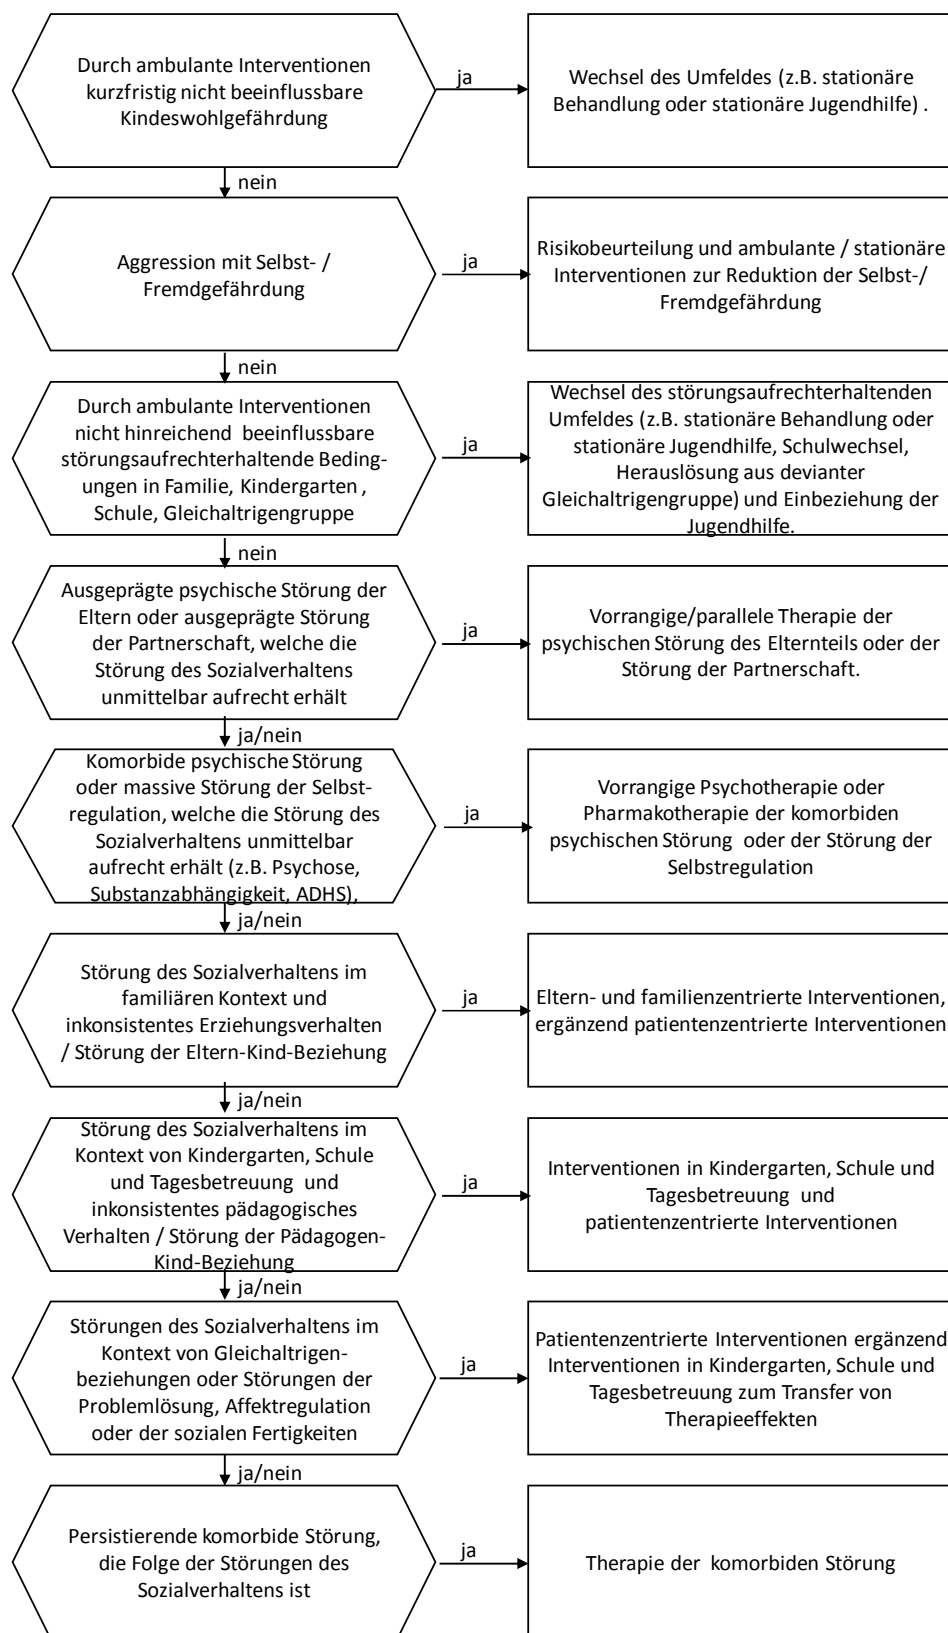 Durch ambulante Interventionen
kurzfristig nicht beeinflussbare
Kindeswohlgefährdung
ja
Wechsel des Umfeldes (z.B. stationäre
Behandlung oder stationäre Jugendhilfe) .
nein
Aggression mit Selbst- /
Fremdgefährdung
ja
Risikobeurteilung und ambulante / stationäre
Interventionen zur Reduktion der Selbst-/
Fremdgefährdung
nein
Durch ambulante Interventionen
nicht hinreichend beeinflussbare
störungsaufrechterhaltende Beding-
ungen in Familie, Kindergarten ,
Schule, Gleichaltrigengruppe
ja
Wechsel des störungsaufrechterhaltenden
Umfeldes (z.B. stationäre Behandlung oder
stationäre Jugendhilfe, Schulwechsel,
Herauslösung aus devianter
Gleichaltrigengruppe) und Einbeziehung der
Jugendhilfe.
nein
Ausgeprägte psychische Störung der
Eltern oder ausgeprägte Störung
der Partnerschaft, welche die
Störung des Sozialverhaltens
unmittelbar aufrecht erhält
ja
Vorrangige/parallele Therapie der
psychischen Störung des Elternteils oder der
Störung der Partnerschaft.
ja/nein
Komorbide psychische Störung
oder massive Störung der Selbst-
regulation, welche die Störung des
Sozialverhaltens unmittelbar
aufrecht erhält (z.B. Psychose,
Substanzabhängigkeit, ADHS),
ja
Vorrangige Psychotherapie oder
Pharmakotherapie der komorbiden
psychischen Störung oder der Störung der
Selbstregulation
ja/nein
Störung des Sozialverhaltens im
familiären Kontext und
inkonsistentes Erziehungsverhalten
/ Störung der Eltern-Kind-Beziehung
ja
Eltern- und familienzentrierte Interventionen,
ergänzend patientenzentrierte Interventionen
ja/nein
Störung des Sozialverhaltens im
Kontext von Kindergarten, Schule
und Tagesbetreuung und
inkonsistentes pädagogisches
Verhalten / Störung der Pädagogen-
Kind-Beziehung
ja
Interventionen in Kindergarten, Schule und
Tagesbetreuung und
patientenzentrierte Interventionen
ja/nein
Störungen des Sozialverhaltens im
Kontext von Gleichaltrigen-
beziehungen oder Störungen der
Problemlösung, Affektregulation
oder der sozialen Fertigkeiten
ja
Patientenzentrierte Interventionen ergänzend
Interventionen in Kindergarten, Schule und
Tagesbetreuung zum Transfer von
Therapieeffekten
ja/nein
Persistierende komorbide Störung,
die Folge der Störungen des
Sozialverhaltens ist
ja
Therapie der komorbiden Störung